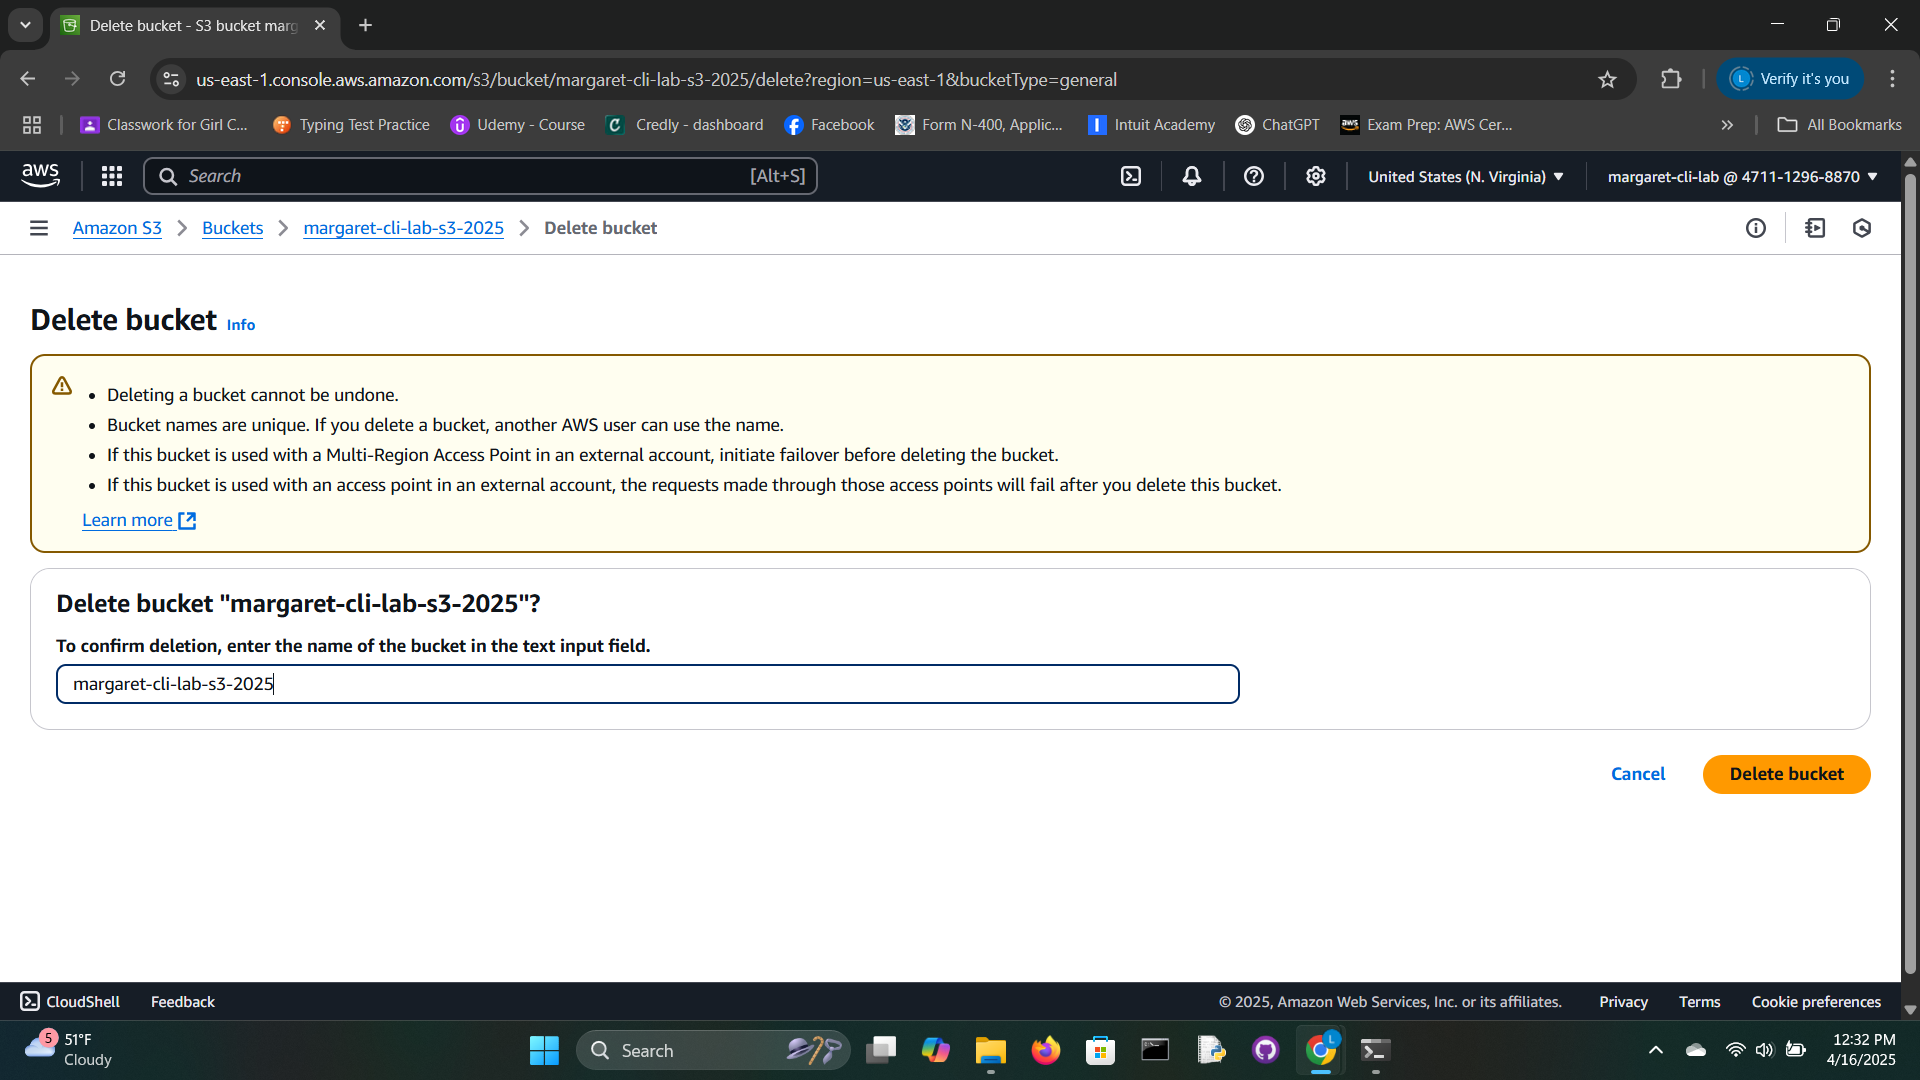 Delete bucket - S3 bucket marg
us-east-1.console.aws.amazon.com/s3/bucket/margaret-cli-lab-s3-2025/delete?region=us-east-1&bucketType=general
L Verify it's you
Classwork for Girl C... Typing Test Practice Udemy - Course Credly - dashboard Facebook Form N-400, Applic... Intuit Academy ChatGPT aws Exam Prep: AWS Cer... » All Bookmarks
aws Search [Alt+S] United States (N. Virginia) margaret-cli-lab @ 4711-1296-8870
Amazon S3 Buckets margaret-cli-lab-s3-2025 Delete bucket
Delete bucket Info
• Deleting a bucket cannot be undone.
• Bucket names are unique. If you delete a bucket, another AWS user can use the name.
• If this bucket is used with a Multi-Region Access Point in an external account, initiate failover before deleting the bucket.
• If this bucket is used with an access point in an external account, the requests made through those access points will fail after you delete this bucket.
Learn more
Delete bucket "margaret-cli-lab-s3-2025"?
To confirm deletion, enter the name of the bucket in the text input field.
margaret-cli-lab-s3-2025
Cancel Delete bucket
CloudShell Feedback © 2025, Amazon Web Services, Inc. or its affiliates. Privacy Terms Cookie preferences
5 51°F
Cloudy
Search
L
12:32 PM
4/16/2025